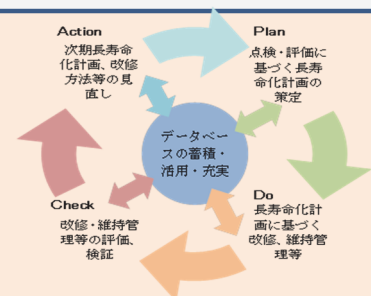 Action
次期長寿命
化計画、改修
方法等の見
直し
Plan
点検・評価に
基づく長寿
命化計画の
策定
データベー
スの蓄積・
活用・充実
Check
改修・維持管
理等の評価、
検証
Do
長寿命化計
画に基づく
改修、維持管
理等